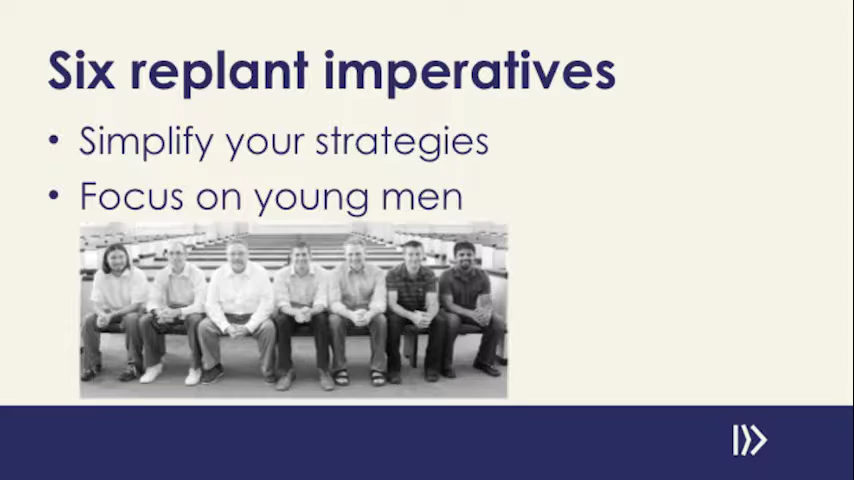 Six replant imperatives
• Simplify your strategies
• Focus on young men